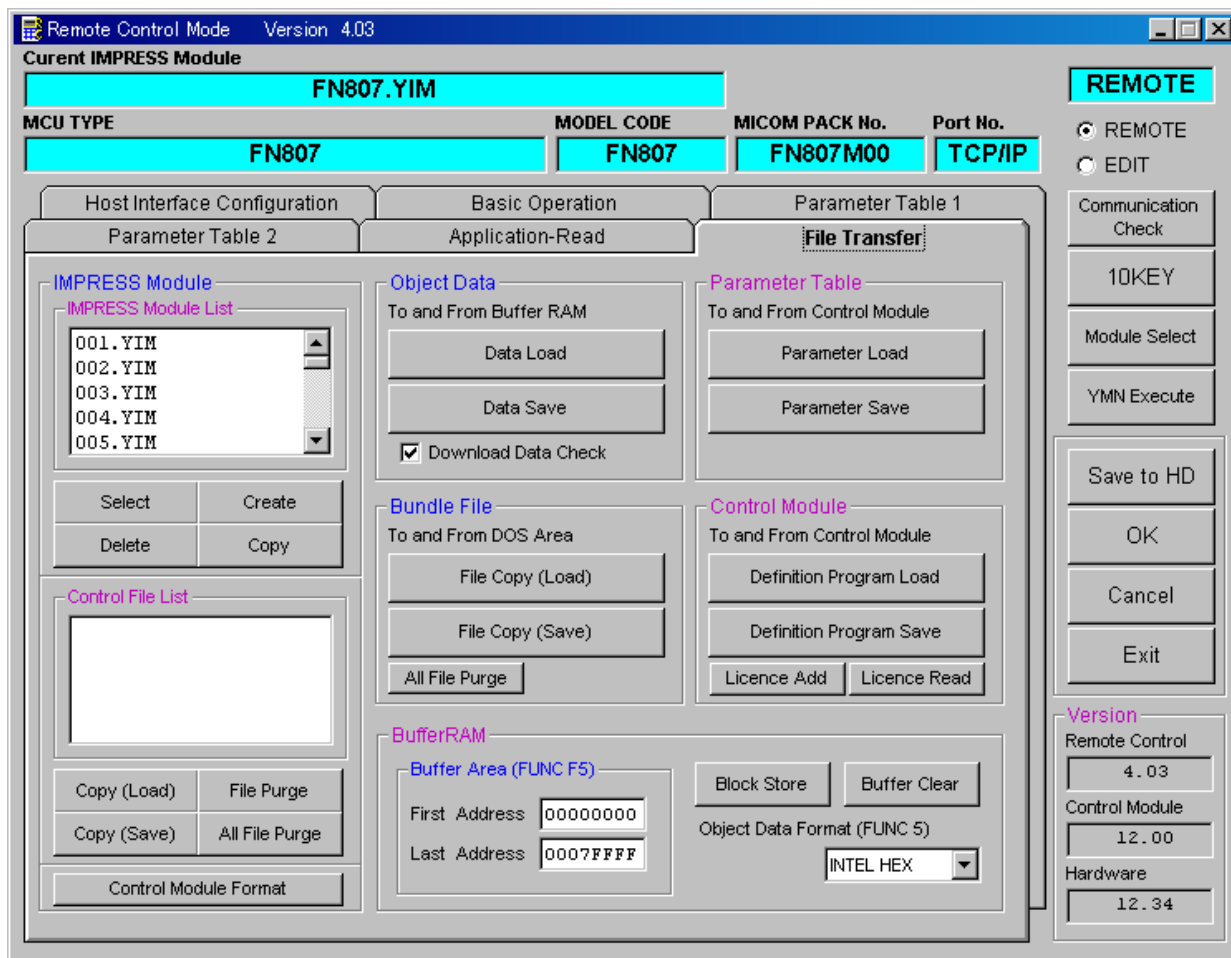 Remote Control Mode Version 4.03
Curent IMPRESS Module
FN807.YIM
REMOTE
MCU TYPE MODEL CODE MICOM PACK No. Port No.
FN807 FN807 FN807M00 TCP/IP
REMOTE
EDIT
Host Interface Configuration Basic Operation Parameter Table 1
Parameter Table 2 Application-Read File Transfer
IMPRESS Module
IMPRESS Module List
001.YIM
002.YIM
003.YIM
004.YIM
005.YIM
Select Create
Delete Copy
Control File List
Copy (Load) File Purge
Copy (Save) All File Purge
Control Module Format
Object Data
To and From Buffer RAM
Data Load
Data Save
Download Data Check
Parameter Table
To and From Control Module
Parameter Load
Parameter Save
Bundle File
To and From DOS Area
File Copy (Load)
File Copy (Save)
All File Purge
Control Module
To and From Control Module
Definition Program Load
Definition Program Save
Licence Add Licence Read
BufferRAM
Buffer Area (FUNC F5)
First Address 00000000
Last Address 0007FFFF
Block Store Buffer Clear
Object Data Format (FUNC 5)
INTEL HEX
Communication
Check
10KEY
Module Select
YMN Execute
Save to HD
OK
Cancel
Exit
Version
Remote Control
4.03
Control Module
12.00
Hardware
12.34